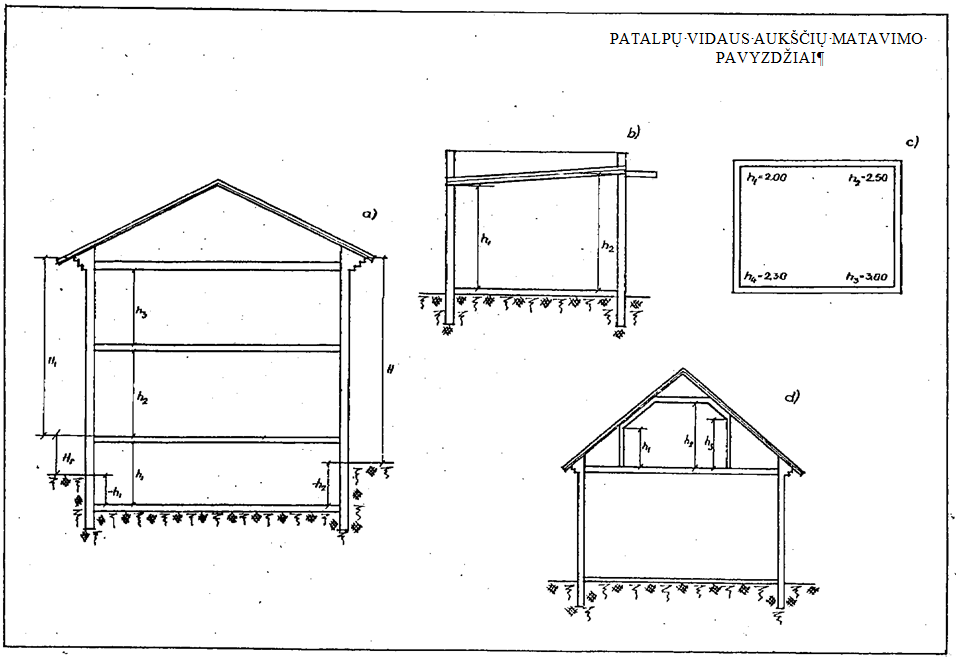 PATALPŲ·VIDAUS·AUKŠČIŲ·MATAVIMO·
PAVYZDŽIAI¶
a)
h3
H1
H
h2
H2
h1
-h1
-h2
b)
h1
h2
c)
h1=2.00
h2=2.50
h4=2.30
h3=3.00
d)
h1
h2
h3